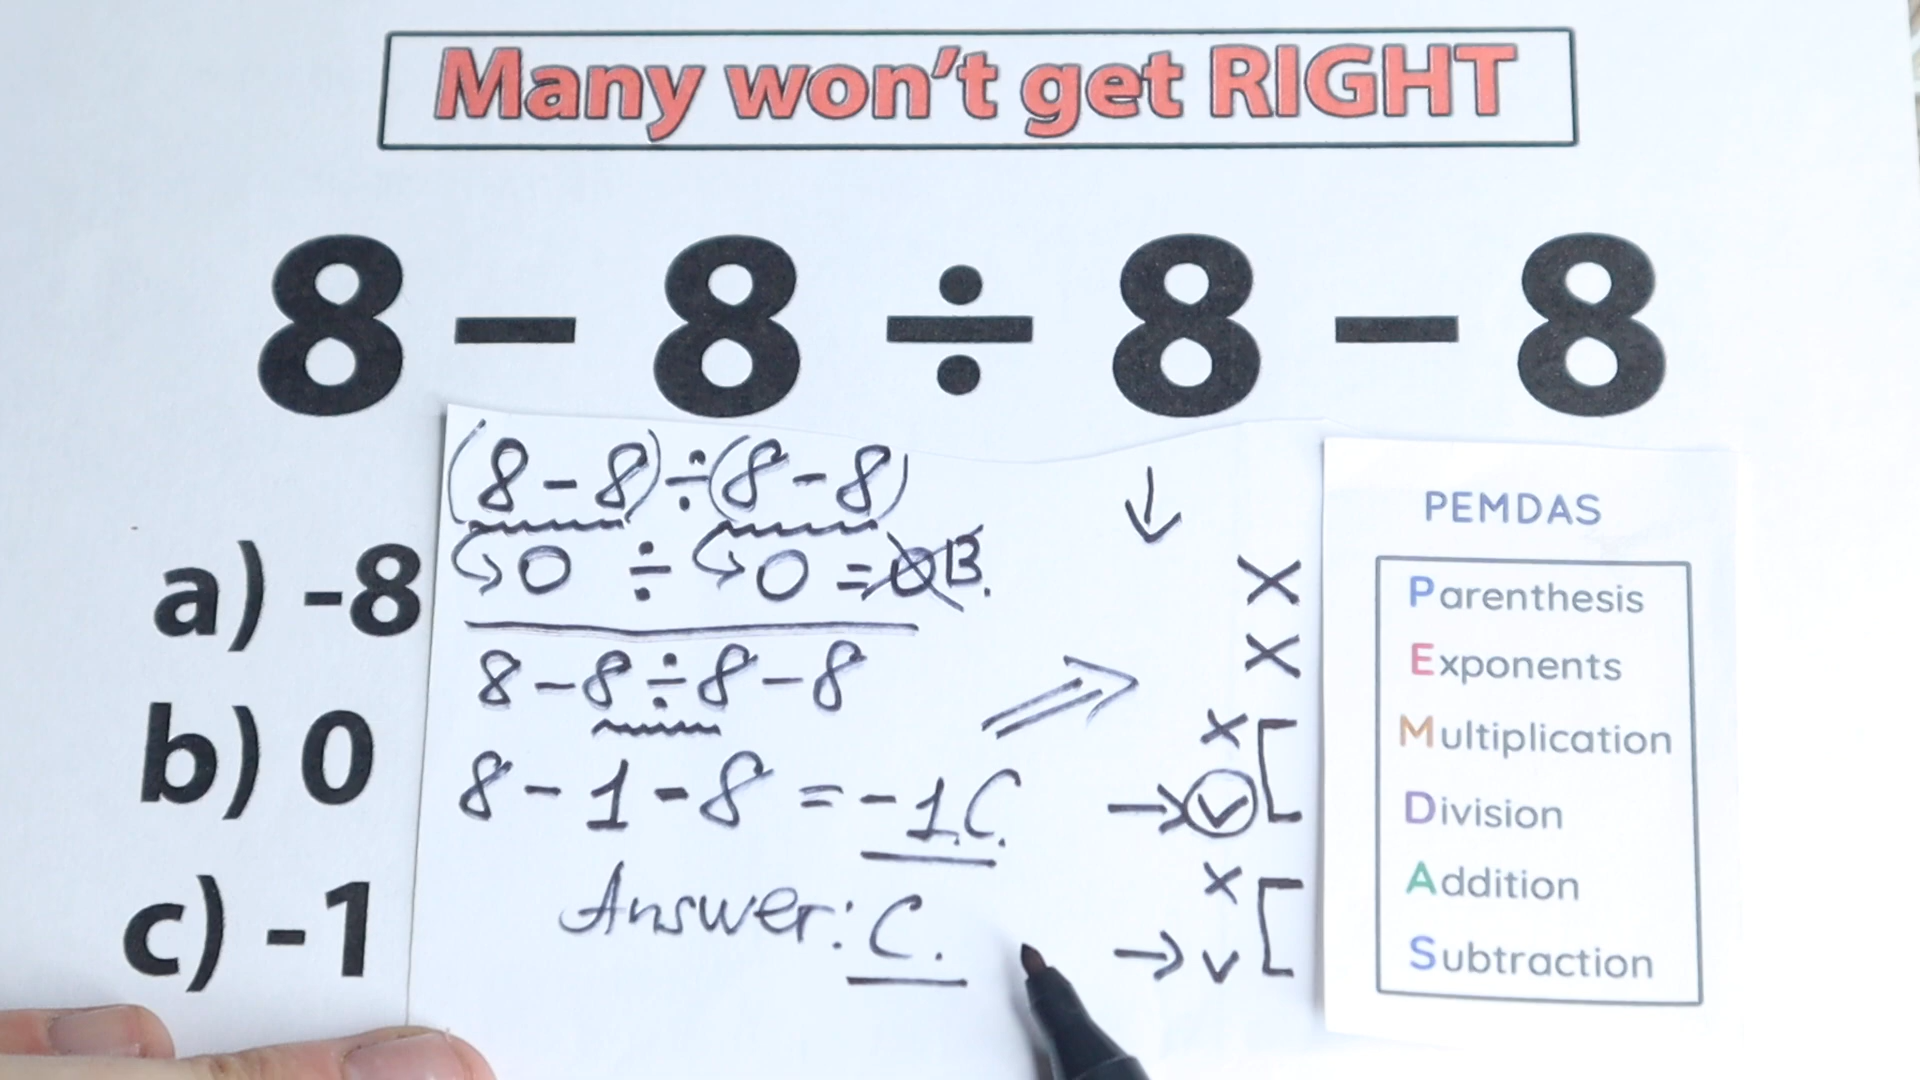 Many won't get RIGHT
8 − 8 ÷ 8 − 8
a) -8
b) 0
c) -1
(8 − 8) ÷ (8 − 8)
0 ÷ 0 = 0 B.
8 − 8 ÷ 8 − 8
8 − 1 − 8 = −1 C.
Answer: C.
X
X
x
v
x
v
PEMDAS
Parenthesis
Exponents
Multiplication
Division
Addition
Subtraction